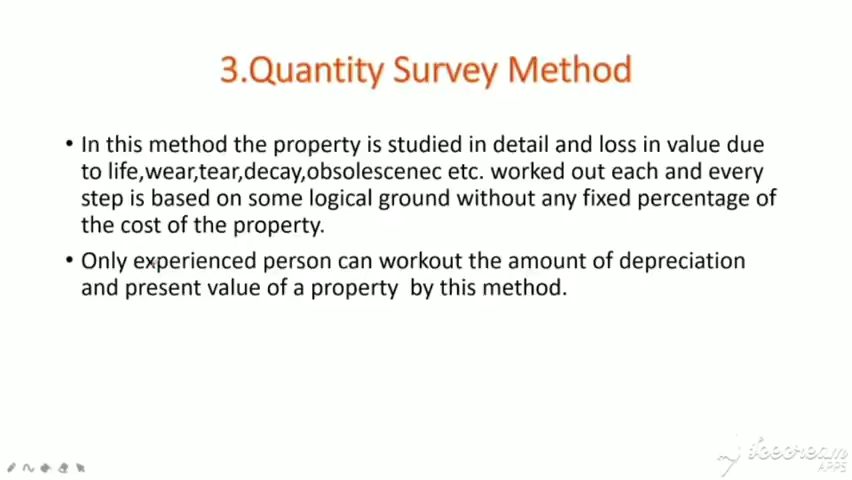 3.Quantity Survey Method
• In this method the property is studied in detail and loss in value due
to life,wear,tear,decay,obsolescenec etc. worked out each and every
step is based on some logical ground without any fixed percentage of
the cost of the property.
• Only experienced person can workout the amount of depreciation
and present value of a property by this method.
Icecream
APPS